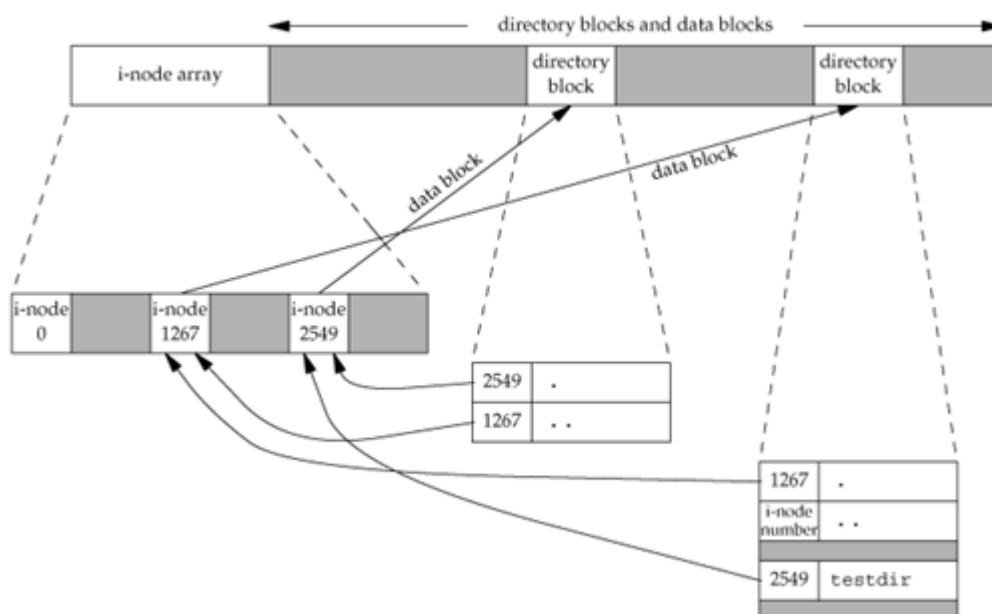 directory blocks and data blocks
i-node array
directory
block
directory
block
data block
data block
i-node
0
i-node
1267
i-node
2549
2549 .
1267 ..
1267 .
i-node
number ..
2549 testdir